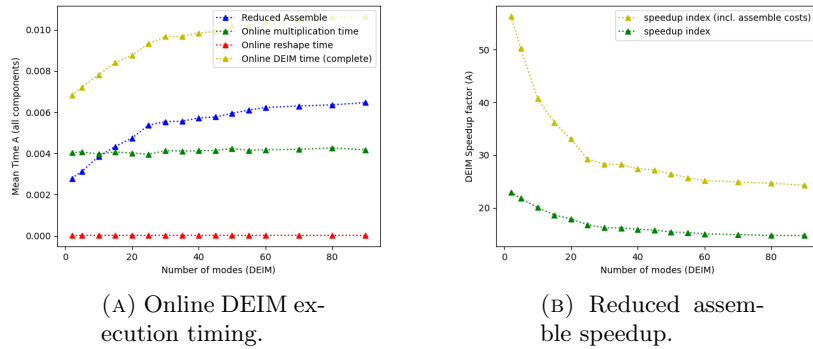 0.010
0.008
0.006
0.004
0.002
0.000
Mean Time A (all components)
Reduced Assemble
Online multiplication time
Online reshape time
Online DEIM time (complete)
0 20 40 60 80
Number of modes (DEIM)
(A) Online DEIM ex-
ecution timing.
50
40
30
20
DEIM Speedup factor (A)
speedup index (incl. assemble costs)
speedup index
0 20 40 60 80
Number of modes (DEIM)
(B) Reduced assem-
ble speedup.